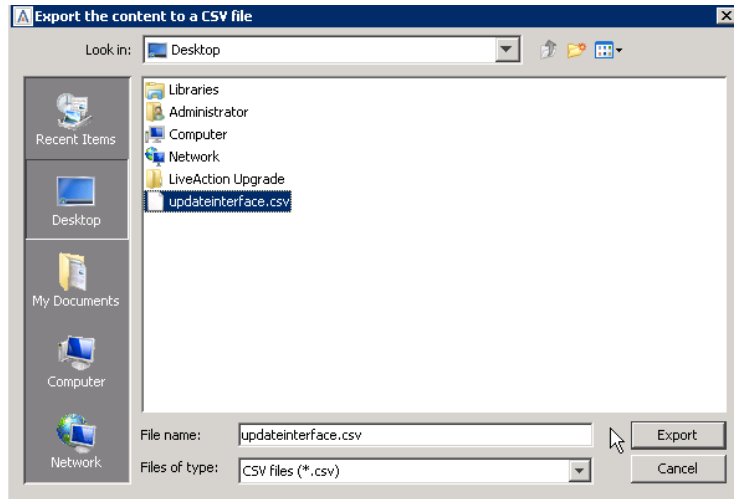 Export the content to a CSV file
Look in: Desktop
Recent Items
Desktop
My Documents
Computer
Network
Libraries
Administrator
Computer
Network
LiveAction Upgrade
updateinterface.csv
File name: updateinterface.csv Export
Files of type: CSV files (*.csv) Cancel